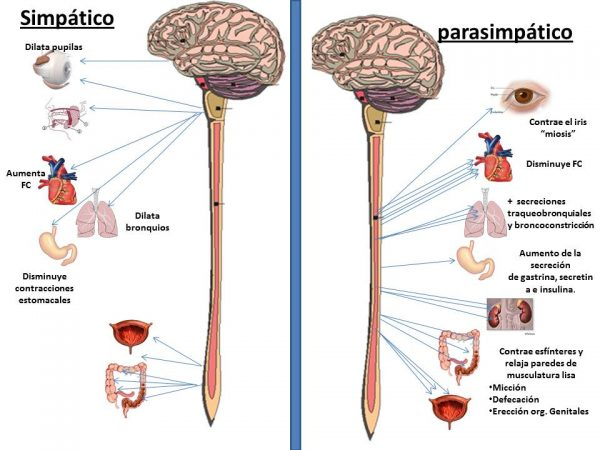 Simpático
Dilata pupilas
Aumenta
FC
Dilata
bronquios
Disminuye
contracciones
estomacales
parasimpático
Contrae el iris
“miosis”
Disminuye FC
+ secreciones
traqueobronquiales
y broncoconstricción
Aumento de la
secreción
de gastrina, secretin
a e insulina.
Contrae esfínteres y
relaja paredes de
musculatura lisa
•Micción
•Defecación
•Erección org. Genitales